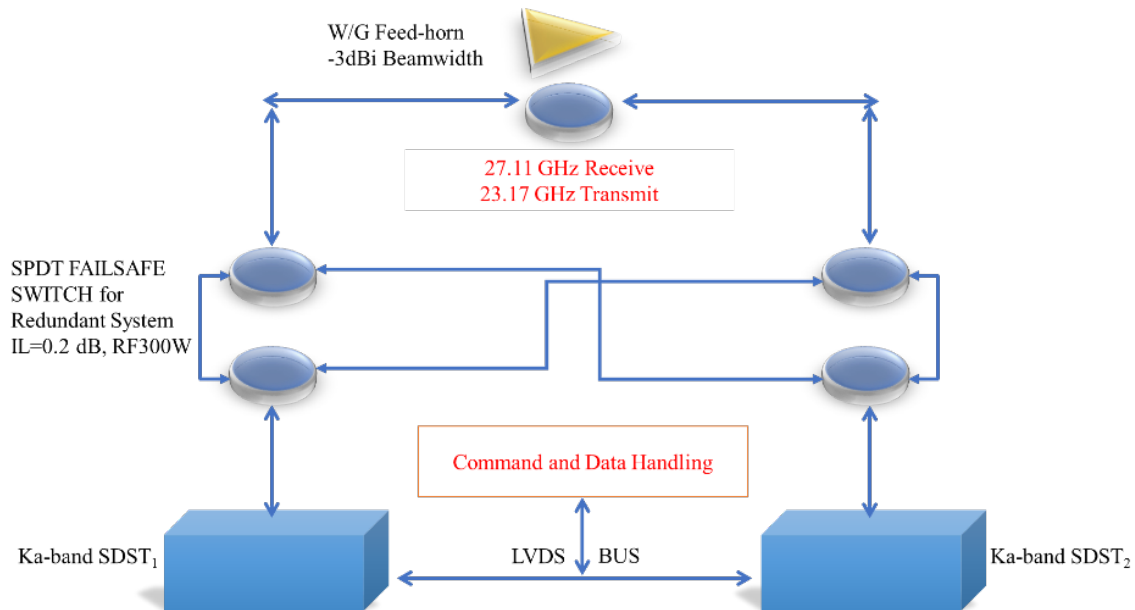 W/G Feed-horn
-3dBi Beamwidth
27.11 GHz Receive
23.17 GHz Transmit
SPDT FAILSAFE
SWITCH for
Redundant System
IL=0.2 dB, RF300W
Command and Data Handling
Ka-band SDST₁
LVDS BUS
Ka-band SDST₂